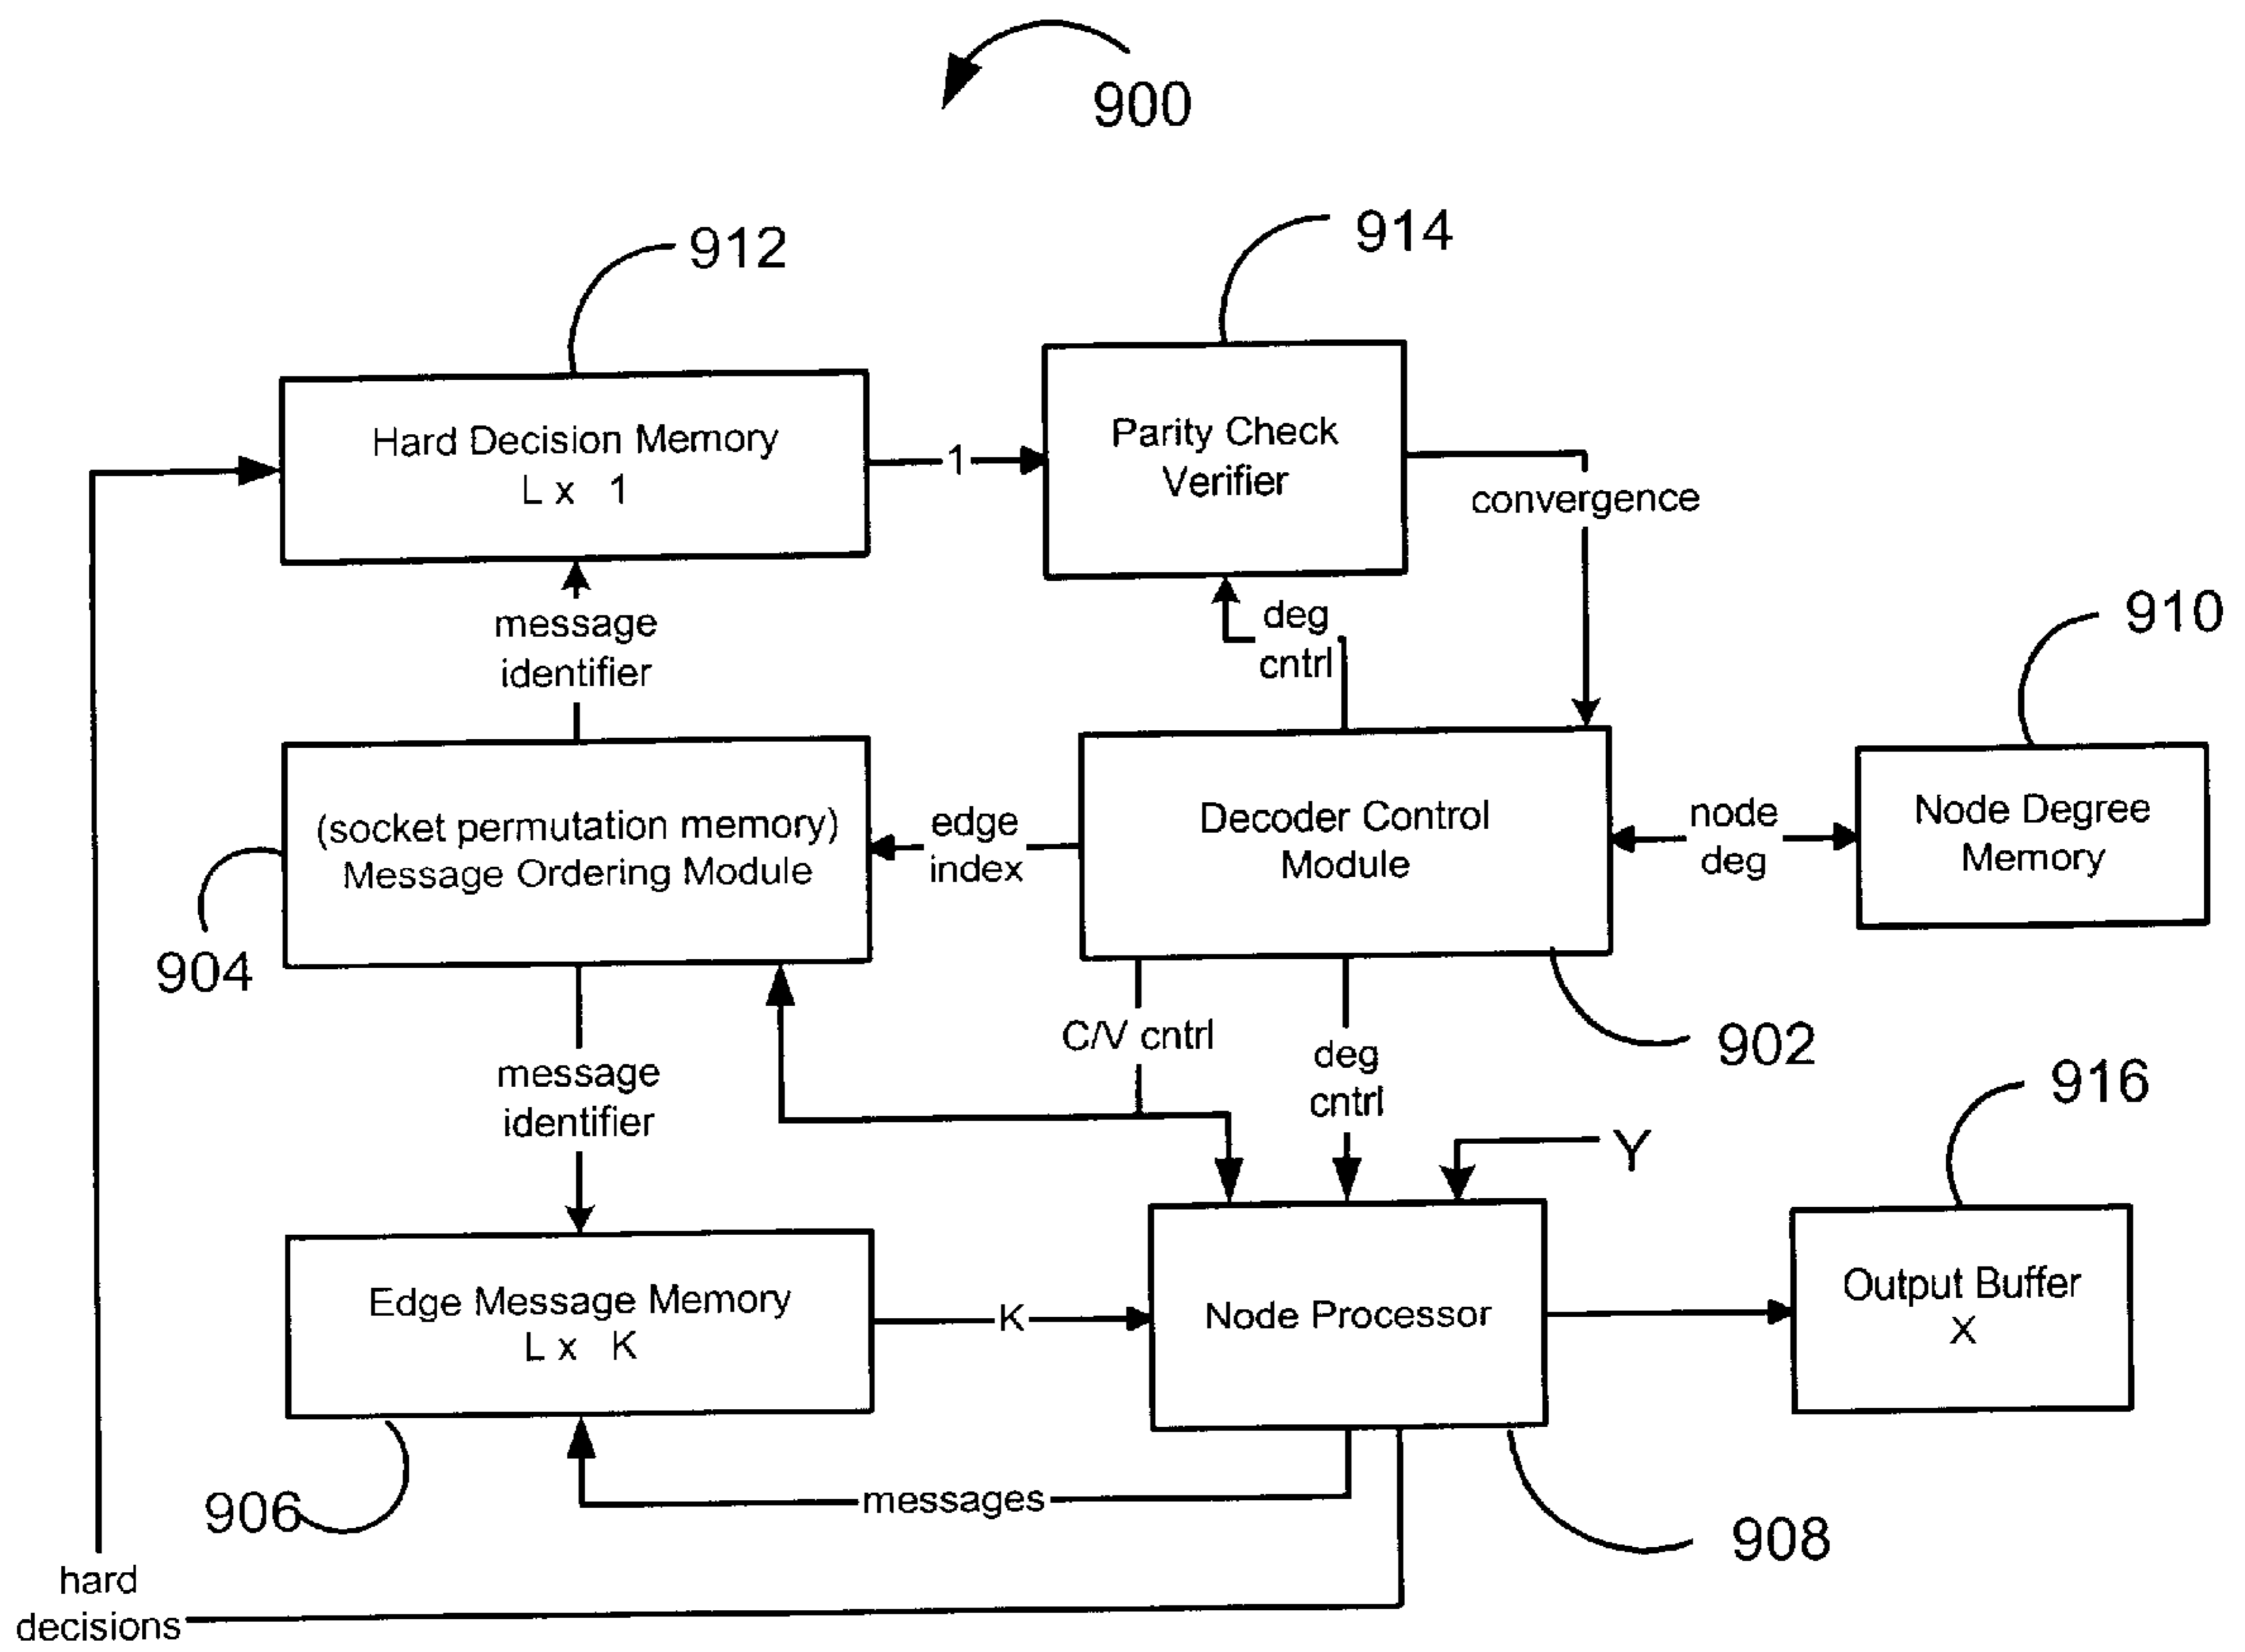 900
912
914
Hard Decision Memory
L x 1
1
Parity Check
Verifier
convergence
910
message
identifier
deg
cntrl
(socket permutation memory)
Message Ordering Module
edge
index
Decoder Control
Module
node
deg
Node Degree
Memory
904
902
C/V cntrl
deg
cntrl
916
message
identifier
Y
Edge Message Memory
L x K
K
Node Processor
Output Buffer
X
906
messages
908
hard
decisions